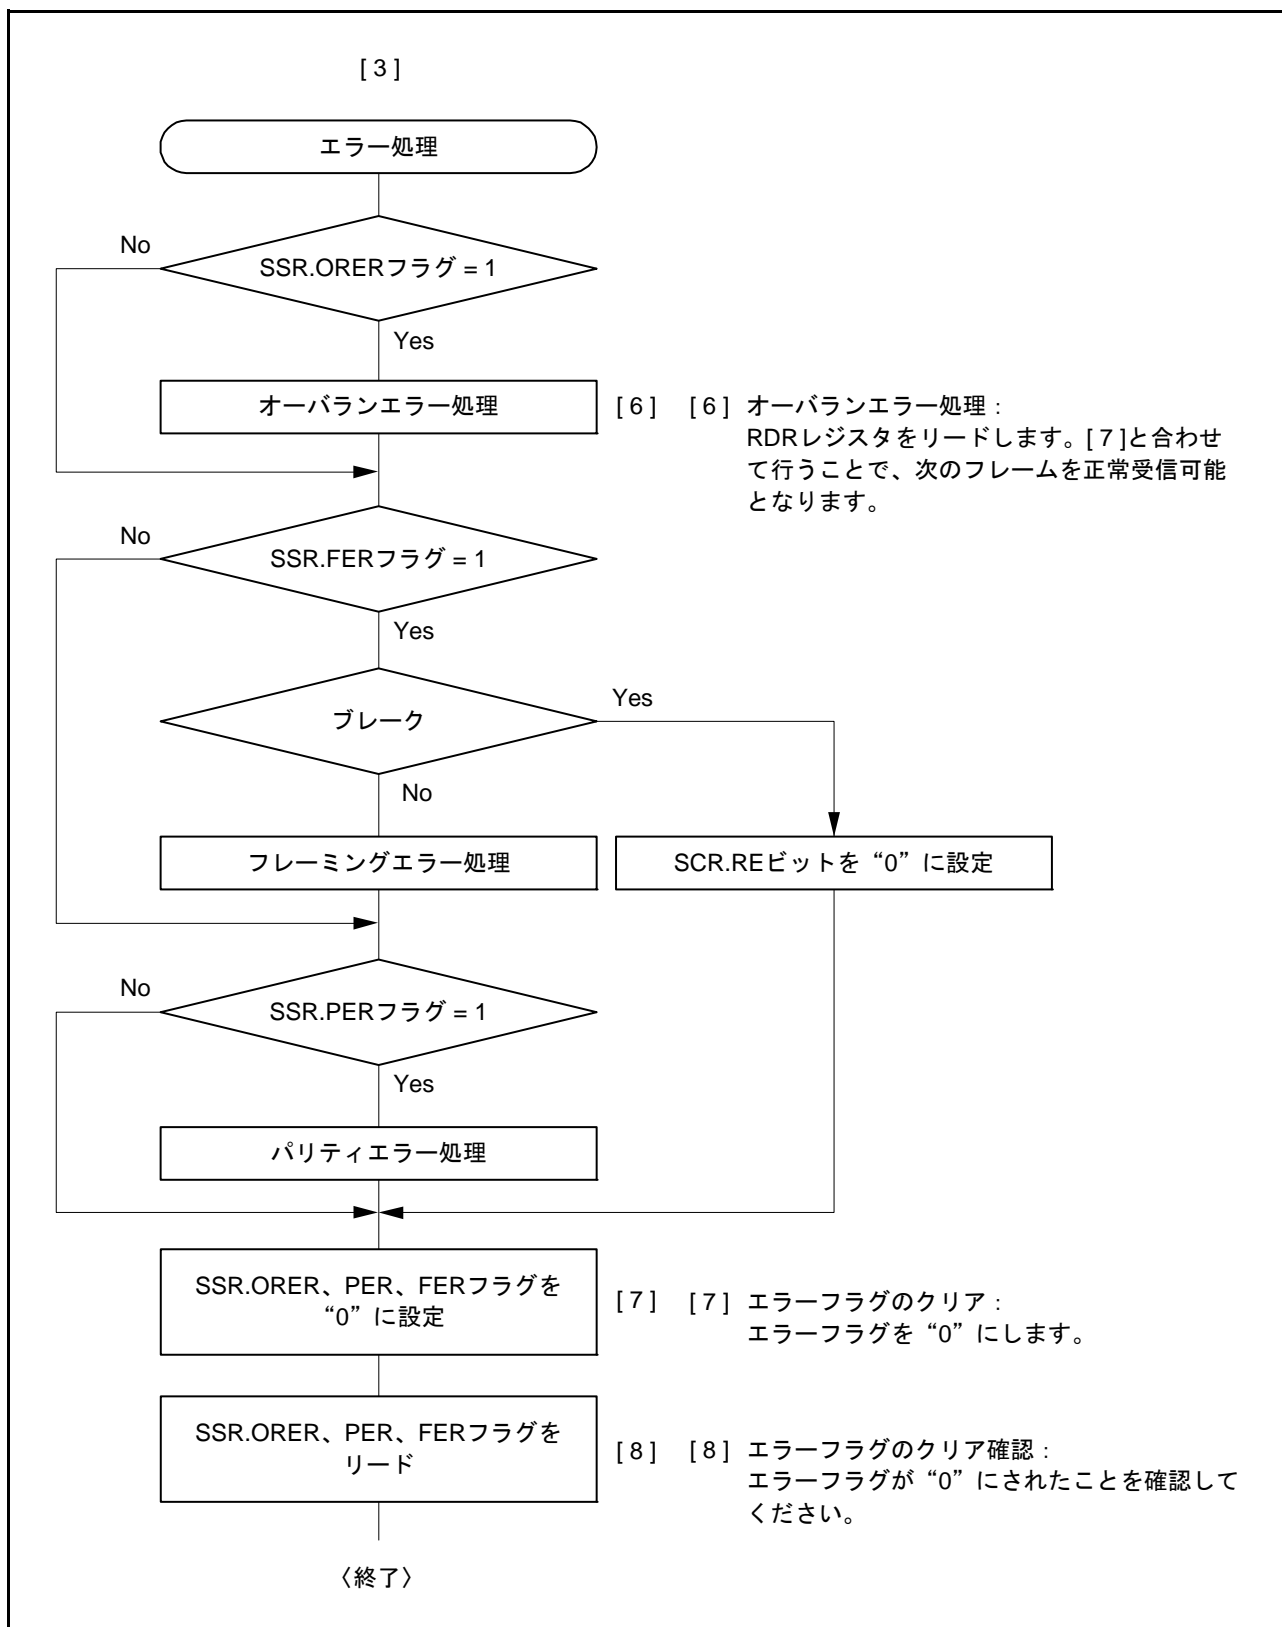 [ 3 ]
エラー処理
No
SSR.ORERフラグ = 1
Yes
オーバランエラー処理
[ 6 ]
[ 6 ] オーバランエラー処理：
RDRレジスタをリードします。[ 7 ]と合わせ
て行うことで、次のフレームを正常受信可能
となります。
No
SSR.FERフラグ = 1
Yes
ブレーク
Yes
No
フレーミングエラー処理
SCR.REビットを“0”に設定
No
SSR.PERフラグ = 1
Yes
パリティエラー処理
SSR.ORER、PER、FERフラグを
“0”に設定
[ 7 ]
[ 7 ] エラーフラグのクリア：
エラーフラグを“0”にします。
SSR.ORER、PER、FERフラグを
リード
[ 8 ]
[ 8 ] エラーフラグのクリア確認：
エラーフラグが“0”にされたことを確認して
ください。
〈終了〉